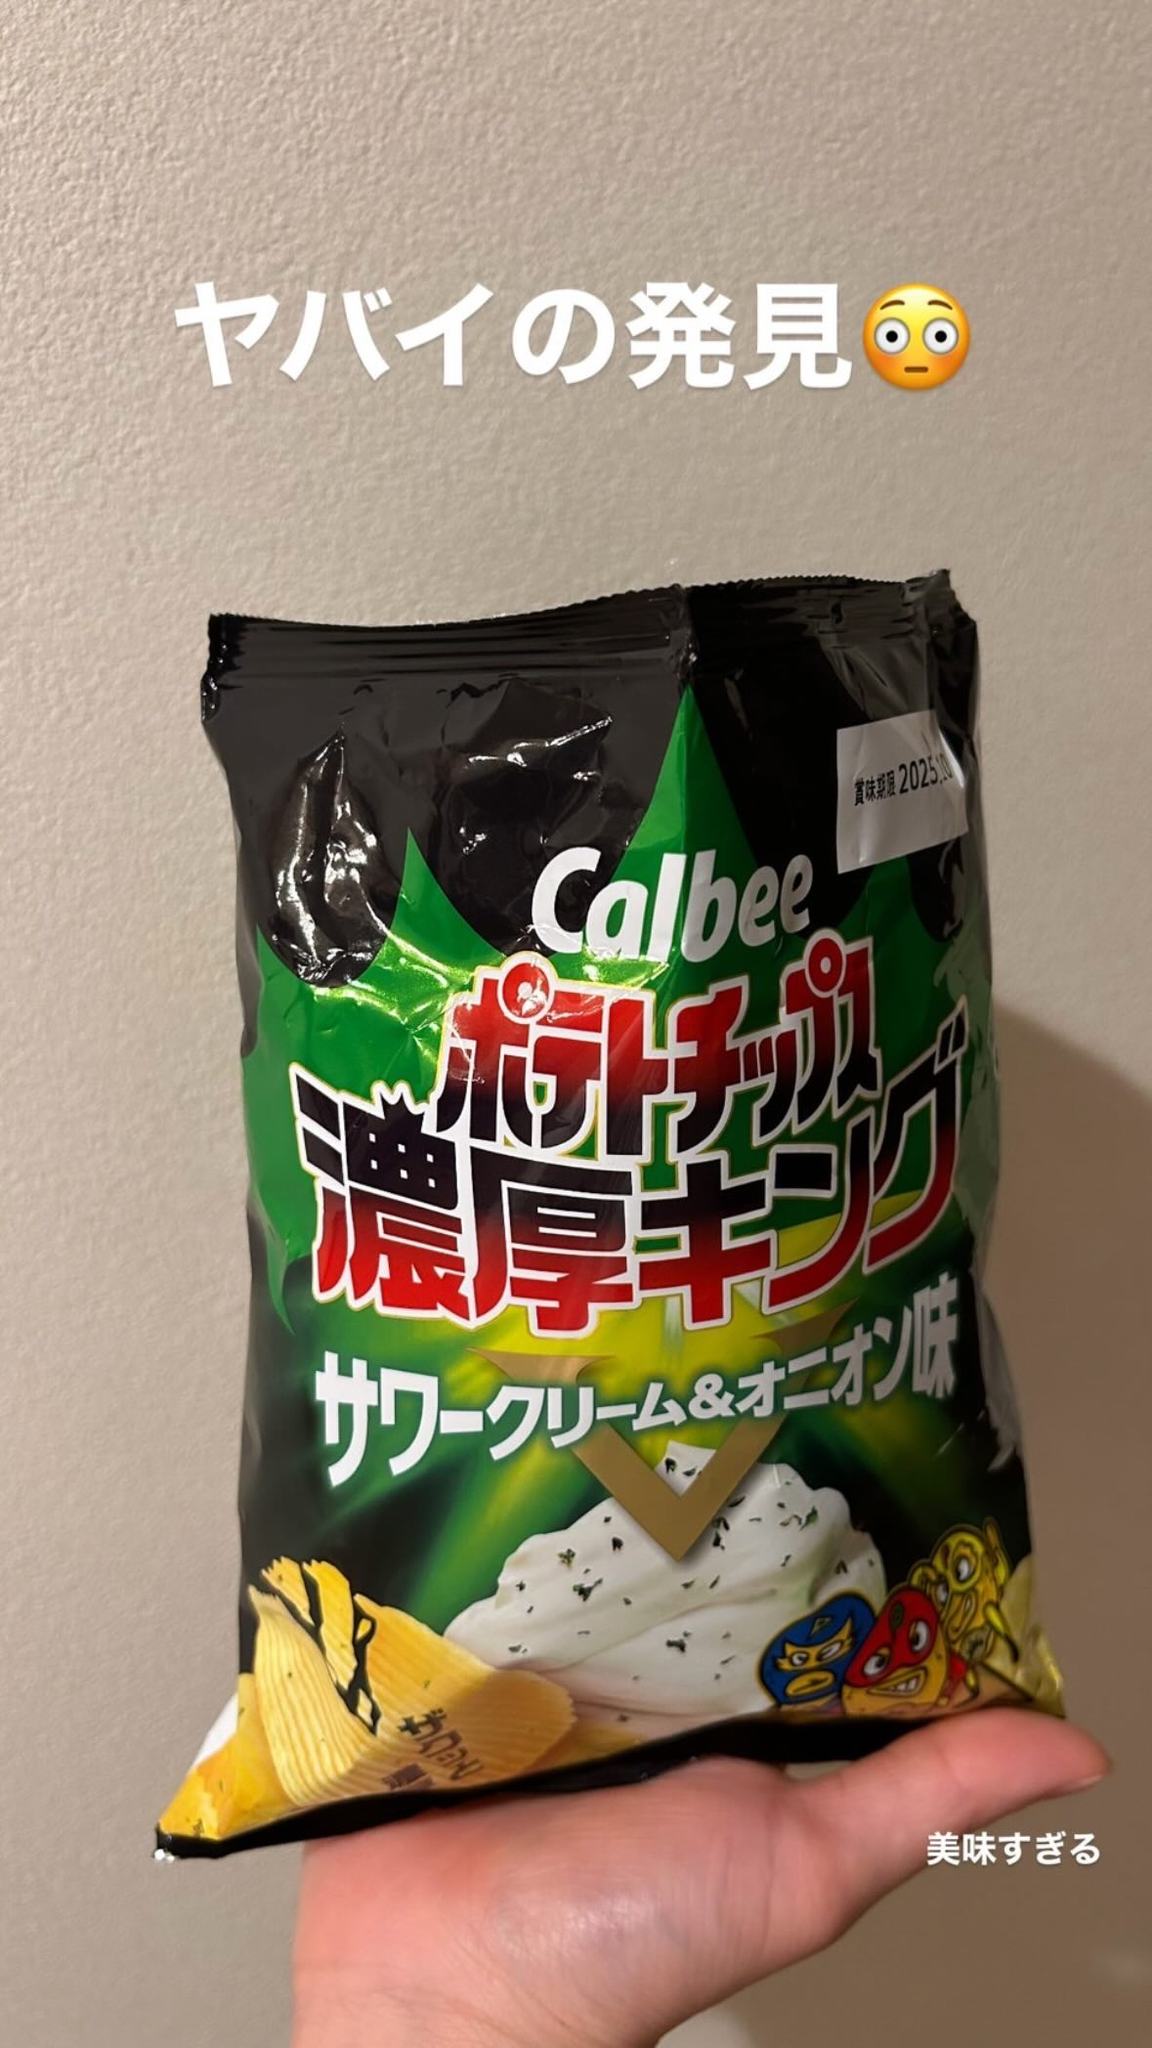 ヤバイの発見😳
賞味期限 2025.10
Calbee
ポテトチップス
濃厚キング
サワークリーム&オニオン味
美味すぎる